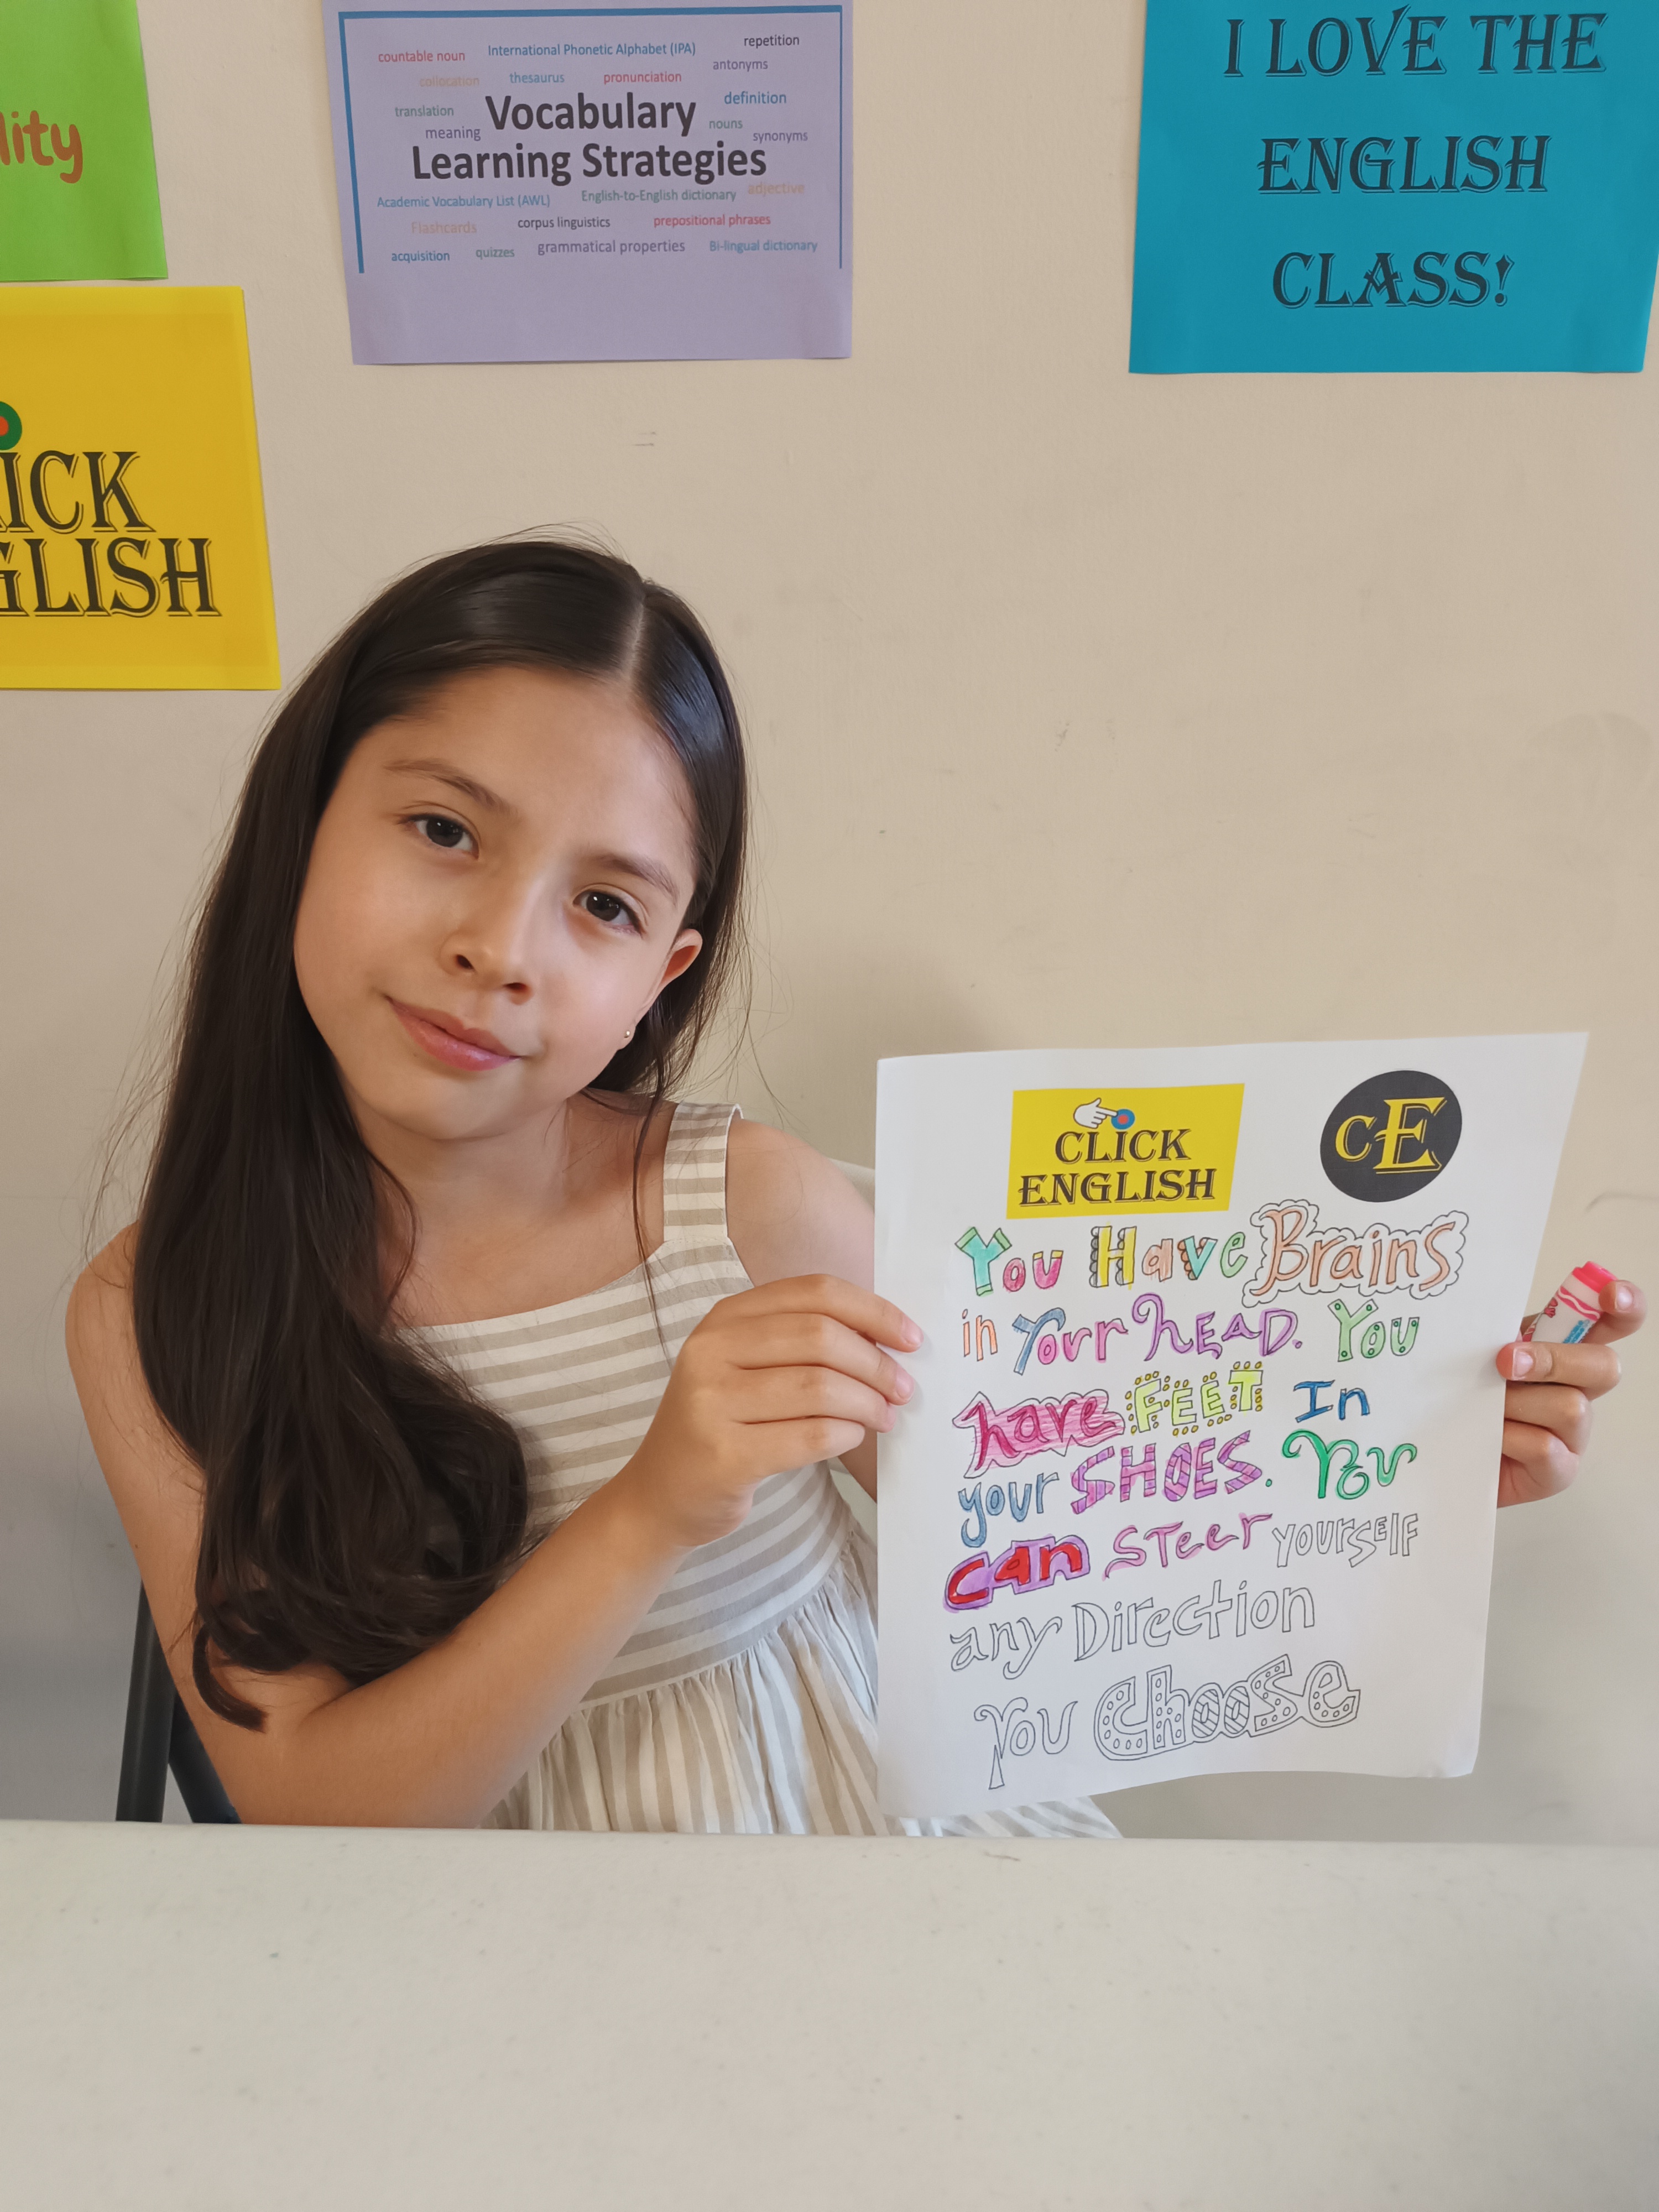 lity
countable noun
International Phonetic Alphabet (IPA)
repetition
collocation
thesaurus
pronunciation
antonyms
translation
Vocabulary
definition
meaning
nouns
synonyms
Learning Strategies
Academic Vocabulary List (AWL)
English-to-English dictionary
adjective
Flashcards
corpus linguistics
prepositional phrases
acquisition
quizzes
grammatical properties
Bi-lingual dictionary
I LOVE THE
ENGLISH
CLASS!
ICK
GLISH
CLICK
ENGLISH
CE
You Have Brains
in Your HEAD. You
have FEET In
your SHOES. You
can STeer YOURSELF
any Direction
you Choose